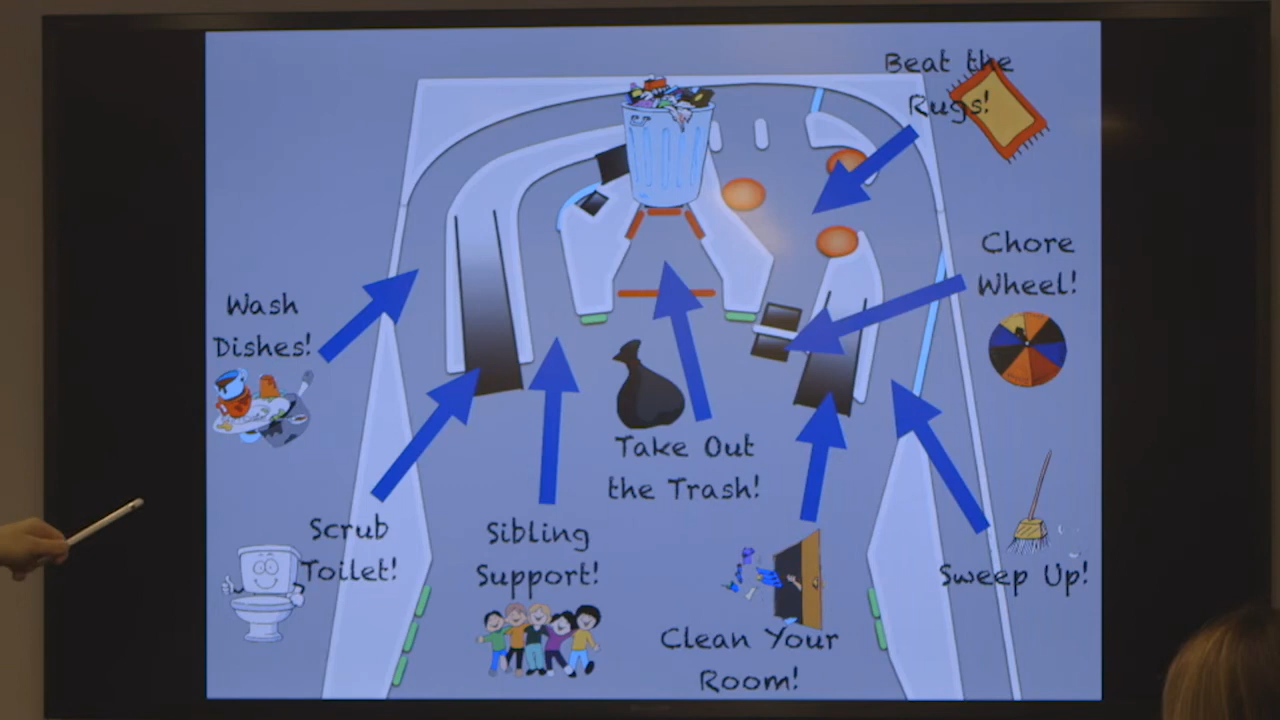 Beat the
Rugs!
Chore
Wheel!
Wash
Dishes!
Take Out
the Trash!
Scrub
Toilet!
Sibling
Support!
Sweep Up!
Clean Your
Room!